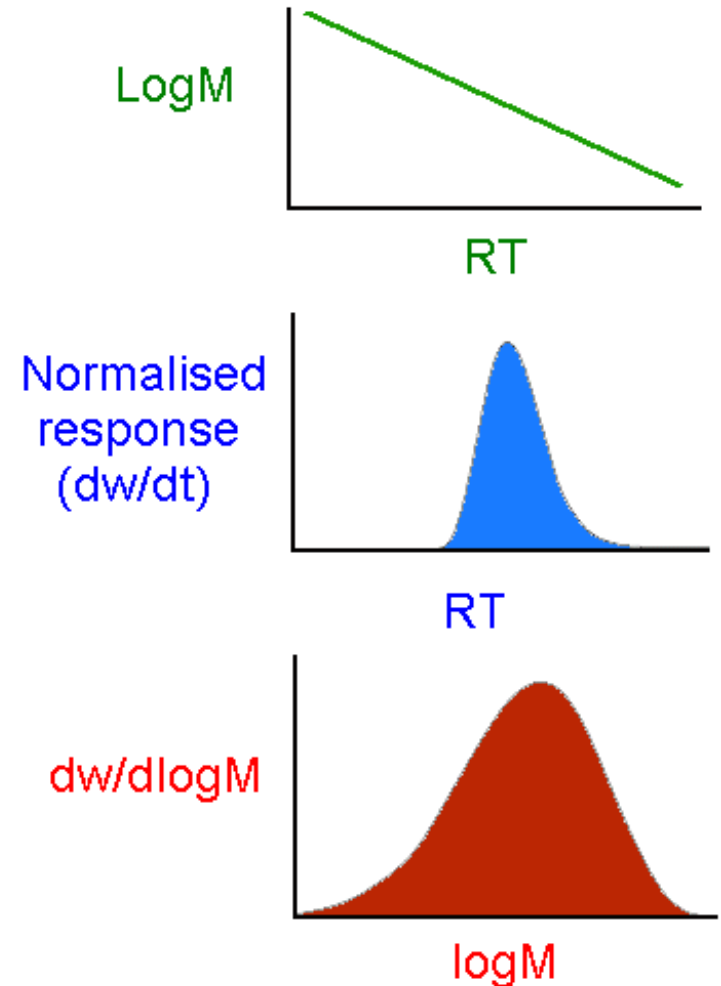 LogM
RT
Normalised
response
(dw/dt)
RT
dw/dlogM
logM